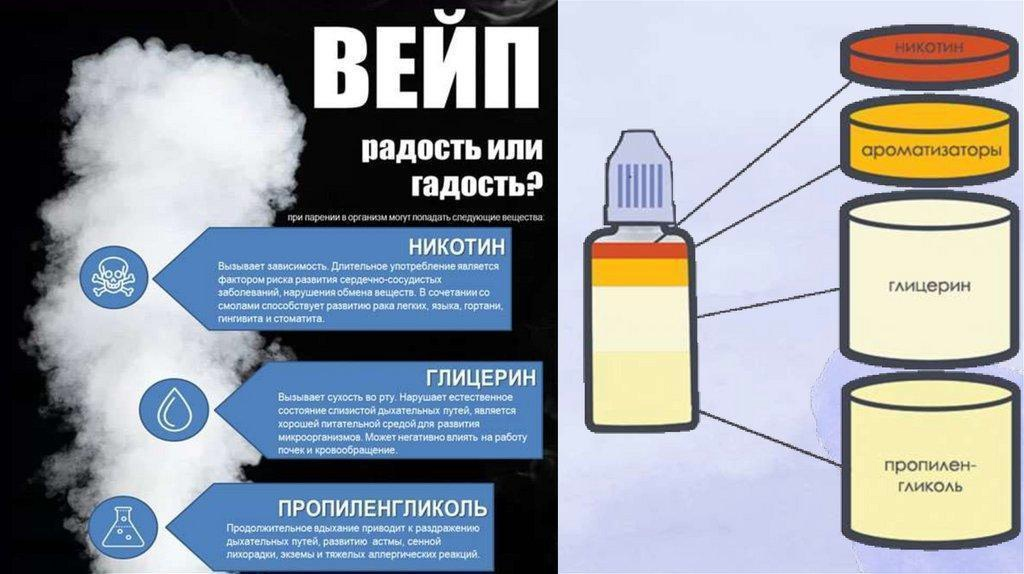 ВЕЙП
радость или
гадость?
при парении в организм могут попадать следующие вещества:
НИКОТИН
Вызывает зависимость. Длительное употребление является
фактором риска развития сердечно-сосудистых
заболеваний, нарушения обмена веществ. В сочетании со
смолами способствует развитию рака легких, языка, гортани,
гингивита и стоматита.
ГЛИЦЕРИН
Вызывает сухость во рту. Нарушает естественное
состояние слизистой дыхательных путей, является
хорошей питательной средой для развития
микроорганизмов. Может негативно влиять на работу
почек и кровообращение.
ПРОПИЛЕНГЛИКОЛЬ
Продолжительное вдыхание приводит к раздражению
дыхательных путей, развитию астмы, сенной
лихорадки, экземы и тяжелых аллергических реакций.
никотин
ароматизаторы
глицерин
пропилен-
гликоль